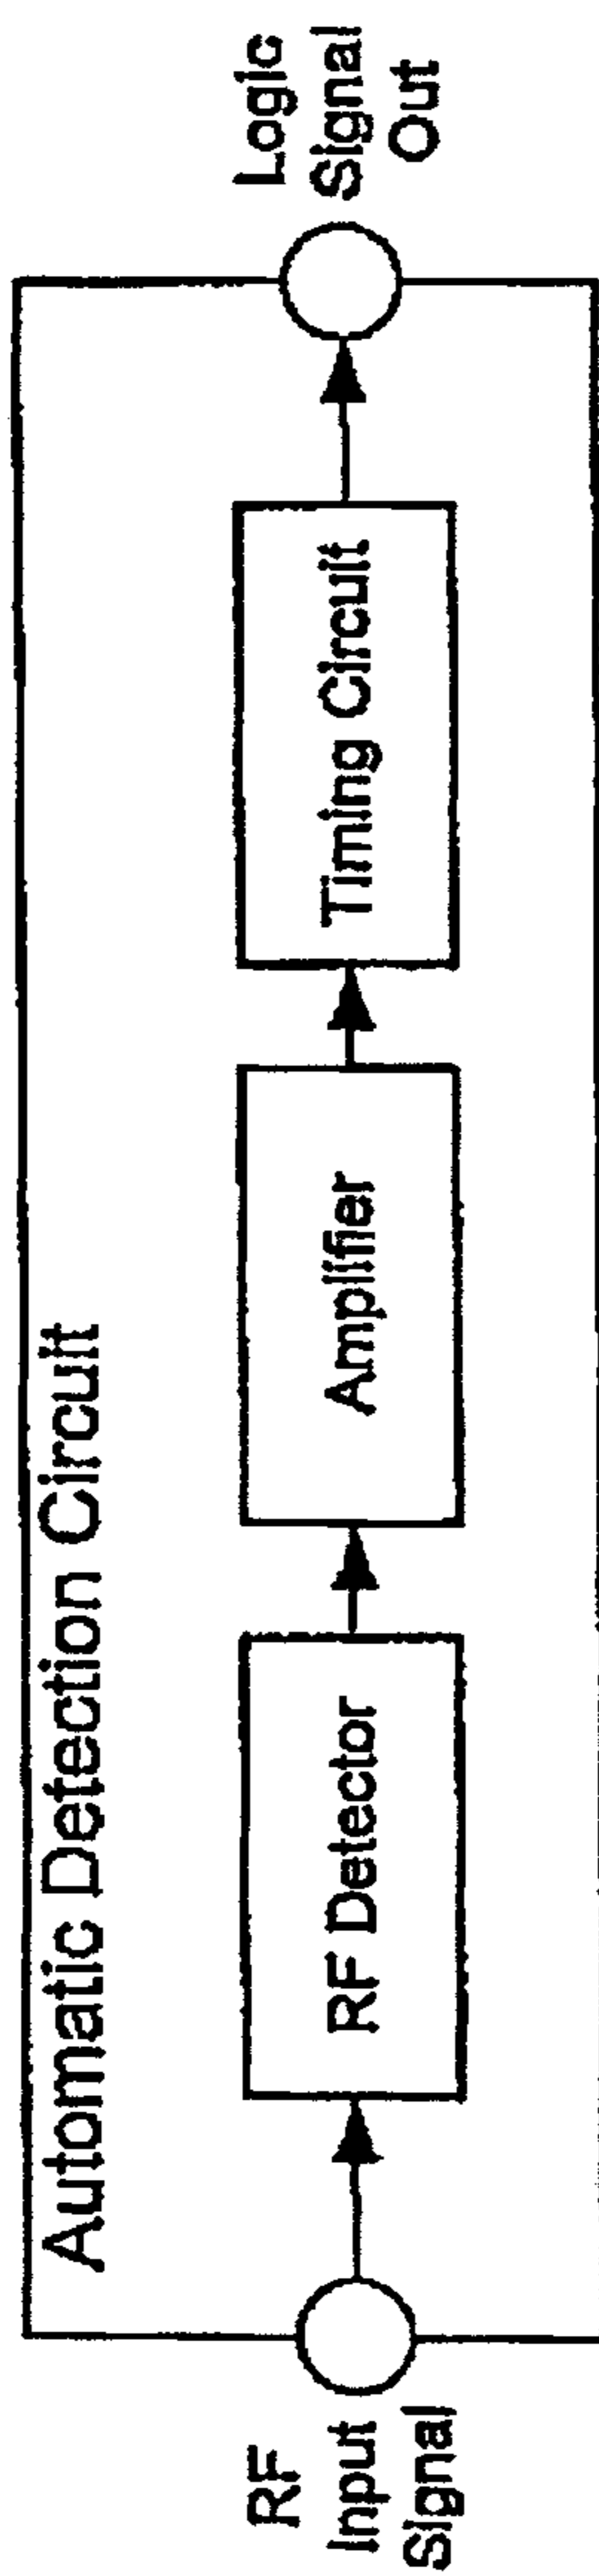 Automatic Detection Circuit
RF
Input
Signal
RF Detector
Amplifier
Timing Circuit
Logic
Signal
Out